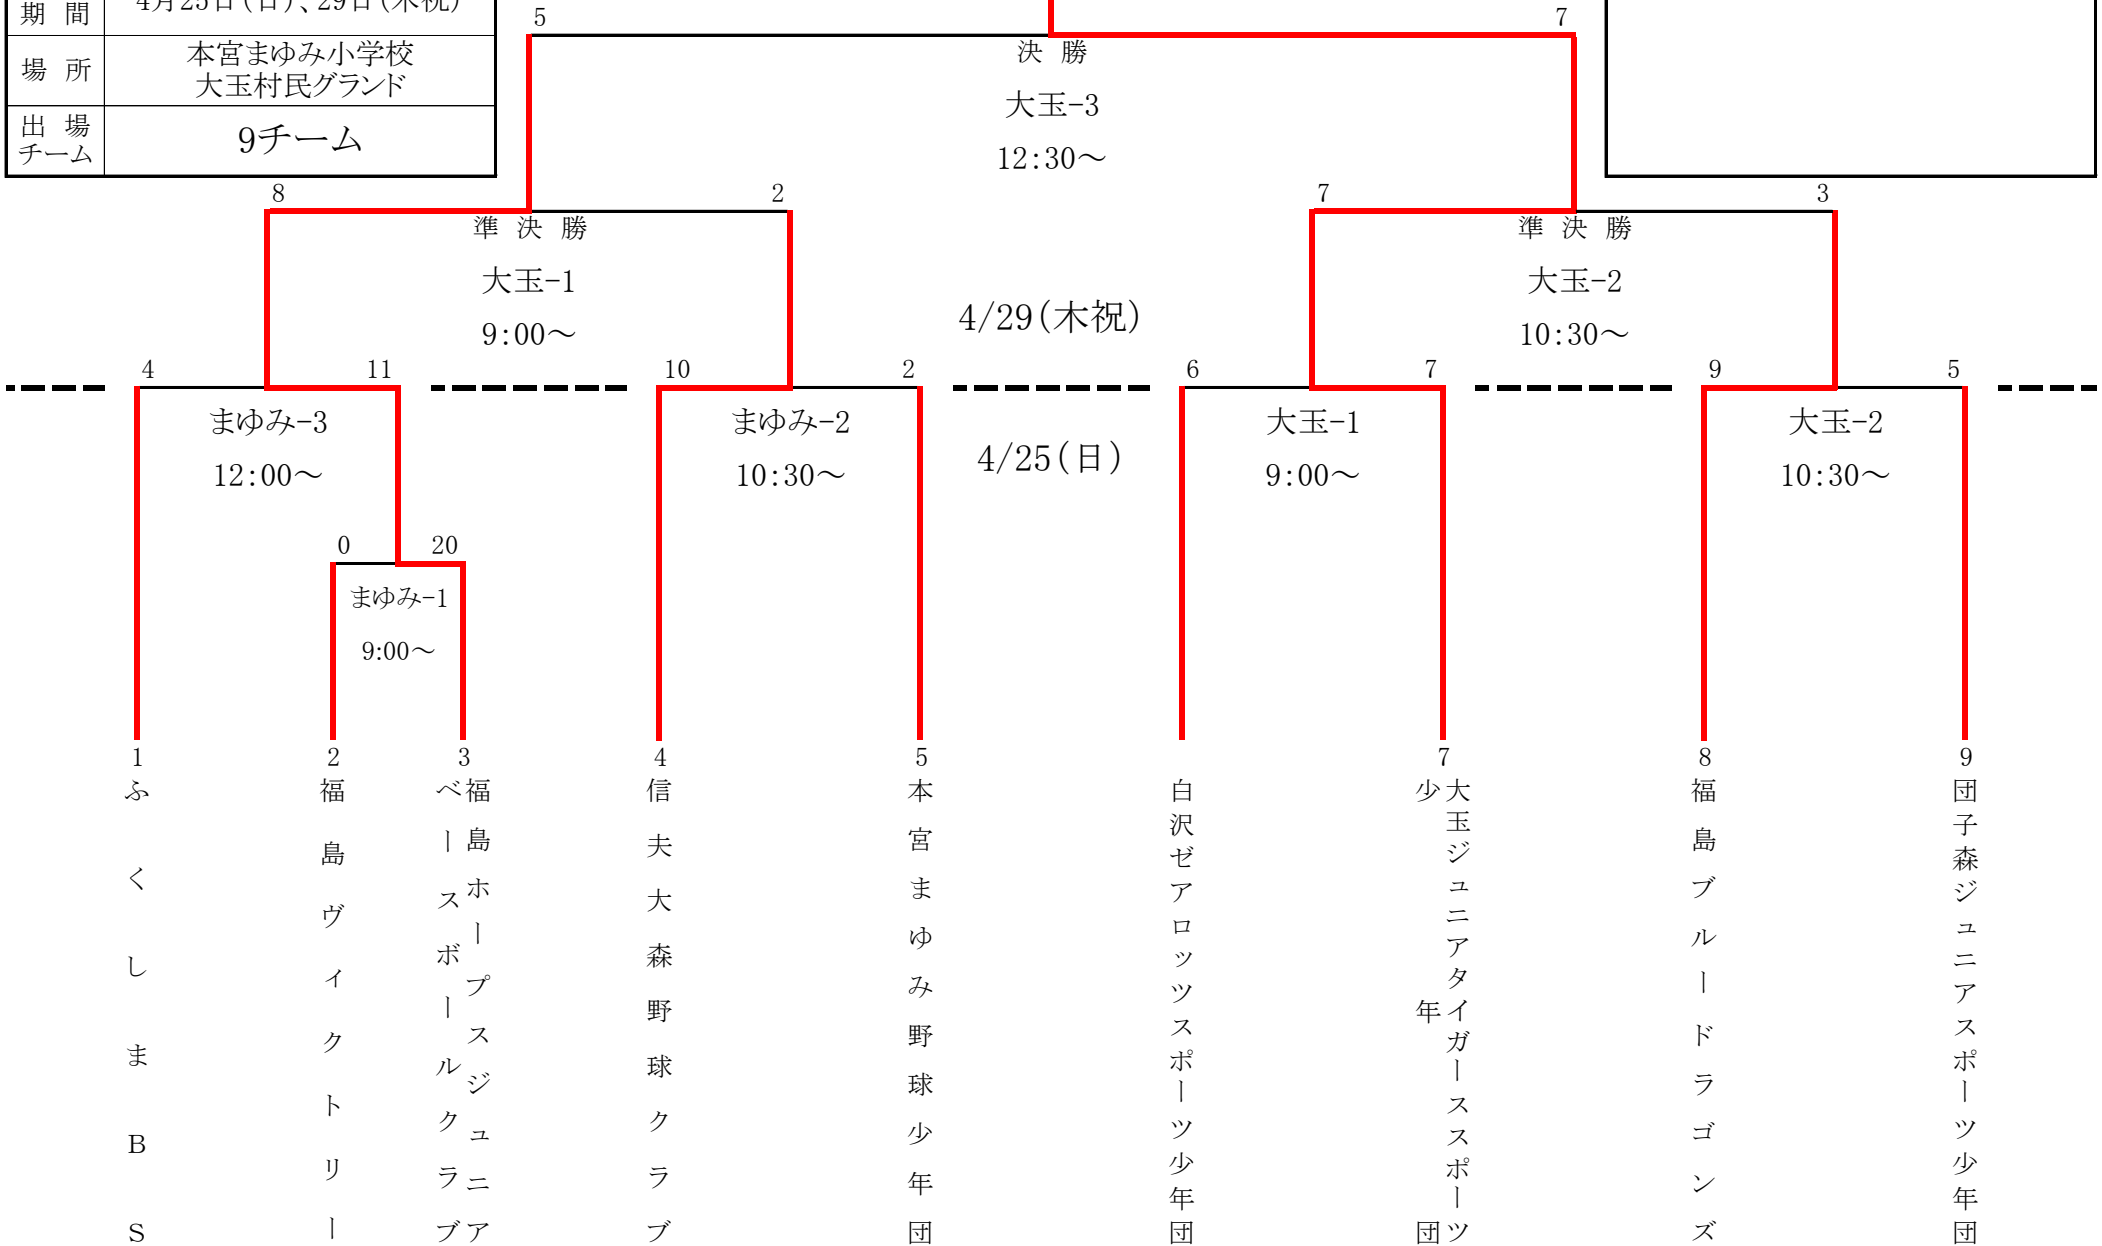 期 間
4月25日(日)、29日(木祝)
場 所
本宮まゆみ小学校
大玉村民グランド
出 場
チーム
9チーム
5
7
決 勝
大玉-3
12:30～
8
2
準 決 勝
大玉-1
9:00～
7
3
準 決 勝
大玉-2
10:30～
4/29(木祝)
4
11
まゆみ-3
12:00～
10
2
まゆみ-2
10:30～
4/25(日)
6
7
大玉-1
9:00～
9
5
大玉-2
10:30～
0
20
まゆみ-1
9:00～
1
ふくしまBS
2
福島ヴィクトリー
3
福島ホープスジュニア
ベースボールクラブ
4
信夫大森野球クラブ
5
本宮まゆみ野球少年団
白沢ゼアロッツスポーツ少年団
7
大玉ジュニアタイガーススポーツ
少年団
8
福島ブルードラゴンズ
9
団子森ジュニアスポーツ少年団